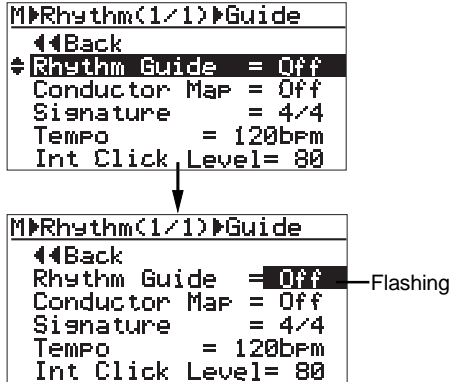 M▶Rhythm(1/1)▶Guide
◀◀Back
Rhythm Guide = Off
Conductor Map = Off
Signature = 4/4
Tempo = 120bpm
Int Click Level= 80
M▶Rhythm(1/1)▶Guide
◀◀Back
Rhythm Guide = Off
Flashing
Conductor Map = Off
Signature = 4/4
Tempo = 120bpm
Int Click Level= 80